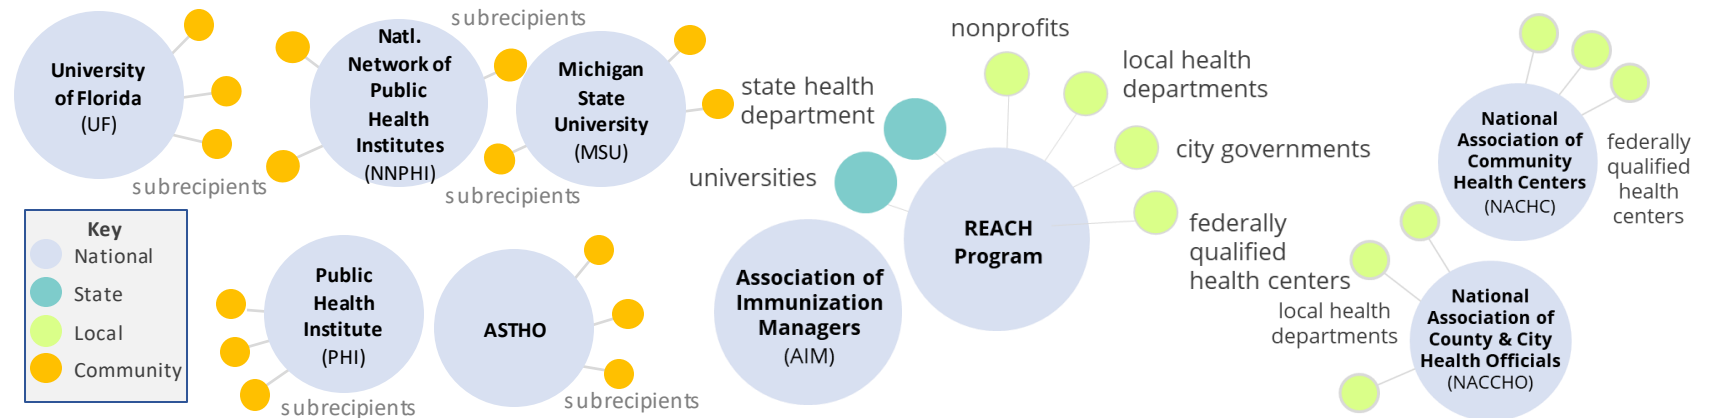 University
of Florida
(UF)
subrecipients
Natl.
Network of
Public
Health
Institutes
(NNPHI)
subrecipients
Michigan
State
University
(MSU)
subrecipients
Key
National
State
Local
Community
Public
Health
Institute
(PHI)
subrecipients
ASTHO
subrecipients
state health
department
universities
nonprofits
local health
departments
city governments
federally
qualified
health centers
REACH
Program
Association of
Immunization
Managers
(AIM)
National
Association of
Community
Health Centers
(NACHC)
federally
qualified
health
centers
local health
departments
National
Association of
County & City
Health Officials
(NACCHO)